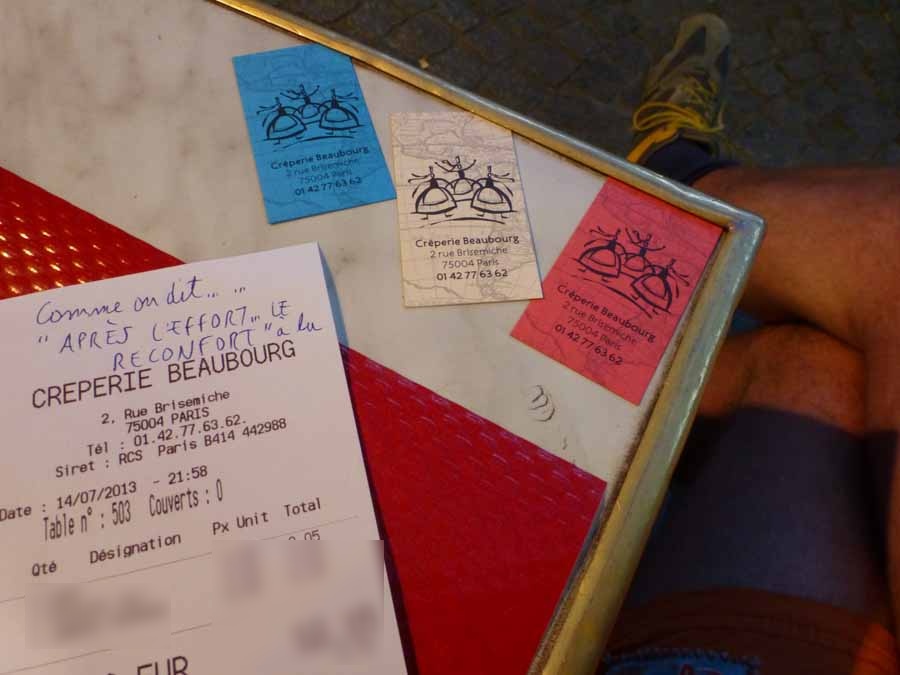 Crêperie Beaubourg
2 rue Brisemiche
75004 Paris
01 42 77 63 62
Crêperie Beaubourg
2 rue Brisemiche
75004 Paris
01 42 77 63 62
Crêperie Beaubourg
2 rue Brisemiche
75004 Paris
01 42 77 63 62
Comme on dit... ..
"APRÈS L'EFFORT... LE
RECONFORT" à la
CREPERIE BEAUBOURG
2, Rue Brisemiche
75004 PARIS
Tél : 01.42.77.63.62.
Siret : RCS Paris B414 442988
Date : 14/07/2013 - 21:58
Table n° : 503 Couverts : 0
Qté Désignation Px Unit Total
EUR